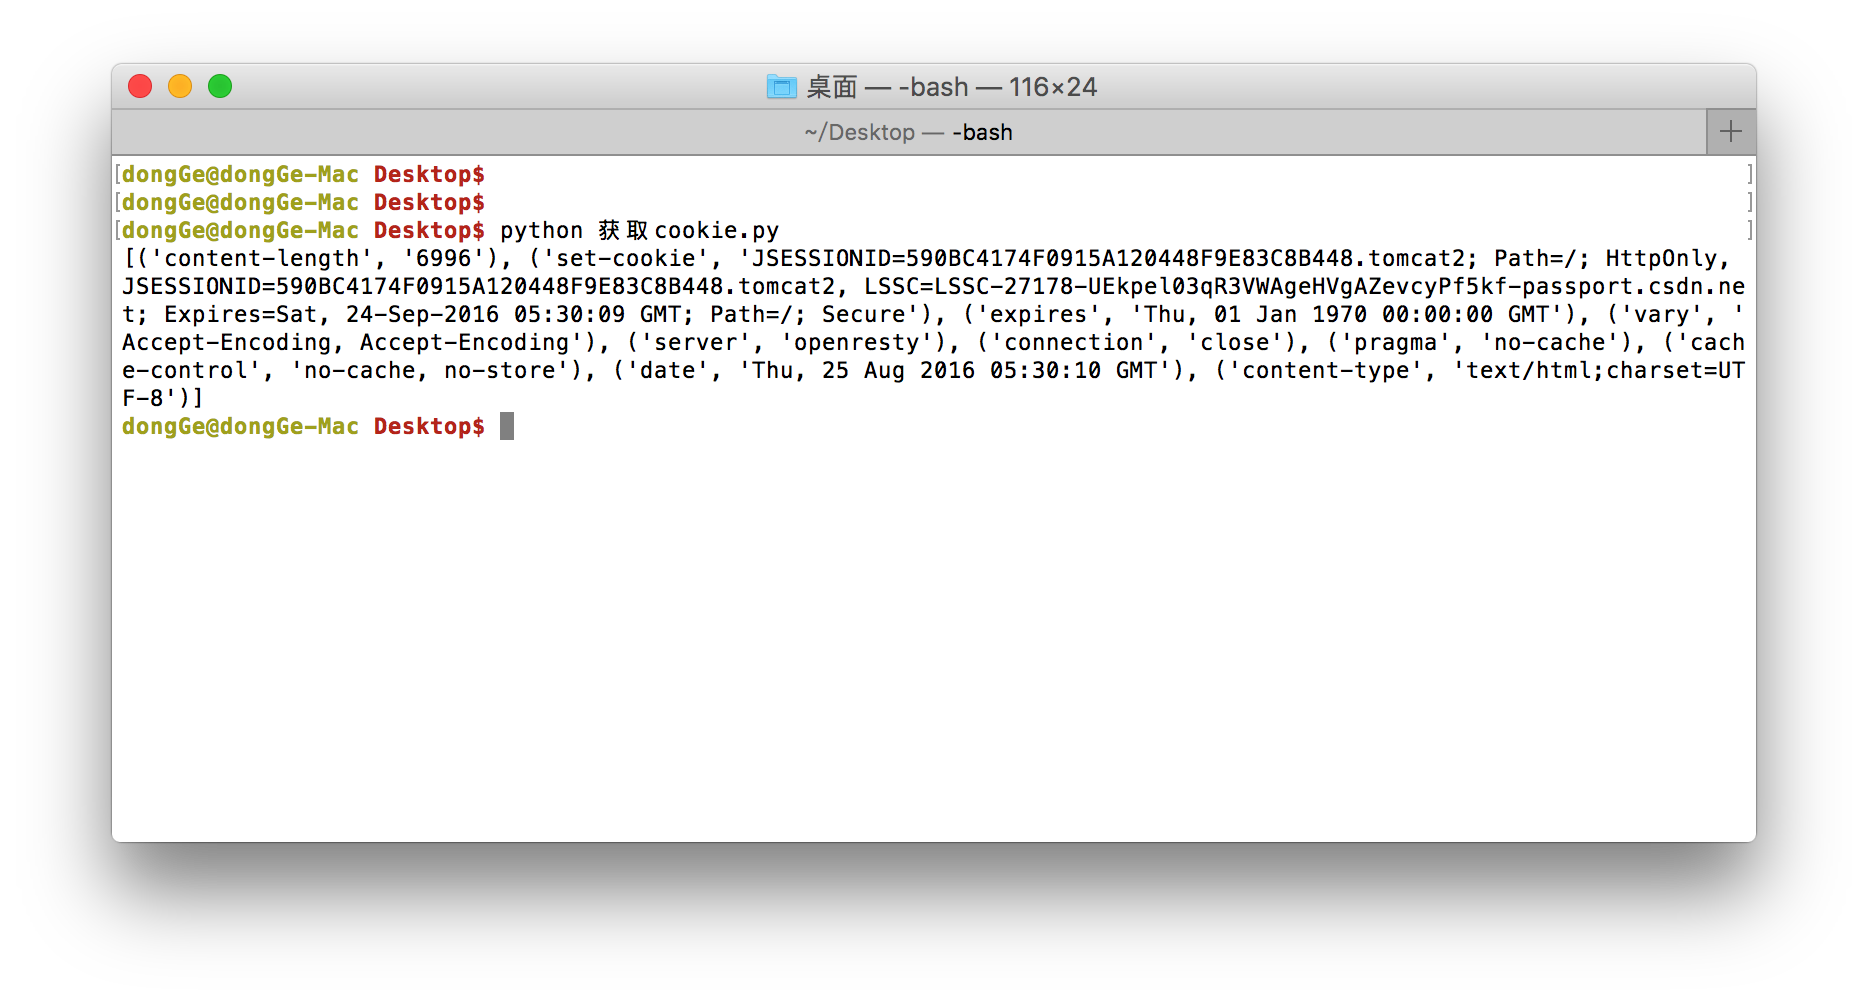 桌面 — -bash — 116×24
~/Desktop — -bash
[dongGe@dongGe-Mac Desktop$ ]
[dongGe@dongGe-Mac Desktop$ ]
[dongGe@dongGe-Mac Desktop$ python 获取cookie.py ]
[('content-length', '6996'), ('set-cookie', 'JSESSIONID=590BC4174F0915A120448F9E83C8B448.tomcat2; Path=/; HttpOnly,
JSESSIONID=590BC4174F0915A120448F9E83C8B448.tomcat2, LSSC=LSSC-27178-UEkpel03qR3VWAgeHVgAZevcyPf5kf-passport.csdn.ne
t; Expires=Sat, 24-Sep-2016 05:30:09 GMT; Path=/; Secure'), ('expires', 'Thu, 01 Jan 1970 00:00:00 GMT'), ('vary', '
Accept-Encoding, Accept-Encoding'), ('server', 'openresty'), ('connection', 'close'), ('pragma', 'no-cache'), ('cach
e-control', 'no-cache, no-store'), ('date', 'Thu, 25 Aug 2016 05:30:10 GMT'), ('content-type', 'text/html;charset=UT
F-8')]
dongGe@dongGe-Mac Desktop$